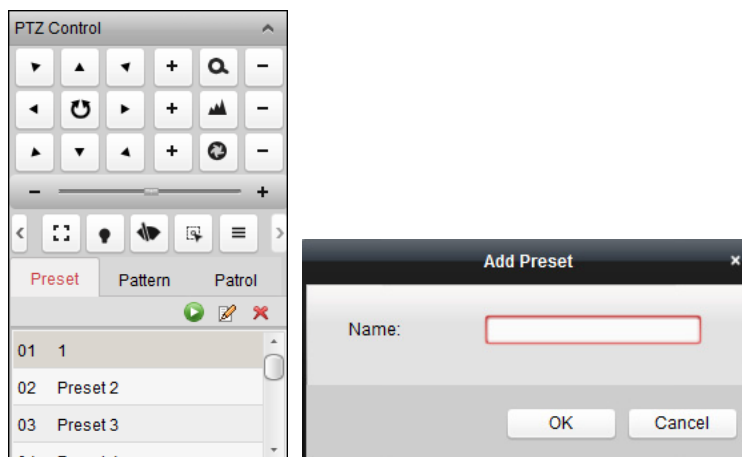 PTZ Control
Preset Pattern Patrol
01 1
02 Preset 2
03 Preset 3
Add Preset
Name:
OK Cancel